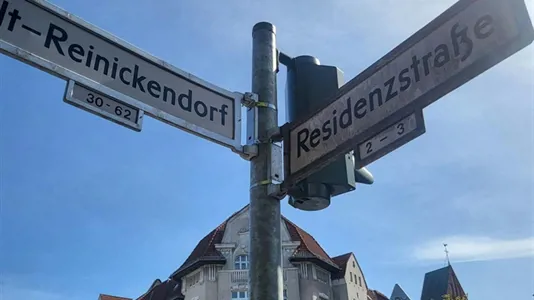 lt-Reinickendorf
30-62
Residenzstraße
2-3